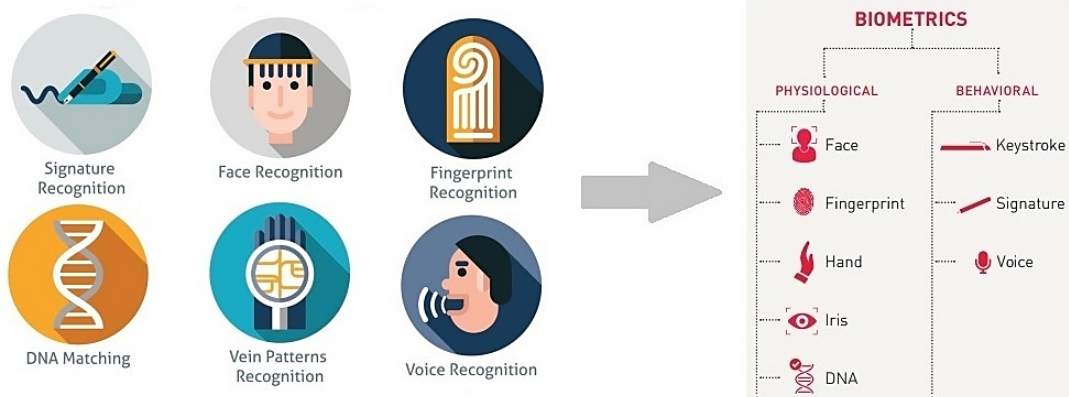 Signature
Recognition
Face Recognition
Fingerprint
Recognition
DNA Matching
Vein Patterns
Recognition
Voice Recognition
BIOMETRICS
PHYSIOLOGICAL
BEHAVIORAL
Face
Keystroke
Fingerprint
Signature
Hand
Voice
Iris
DNA